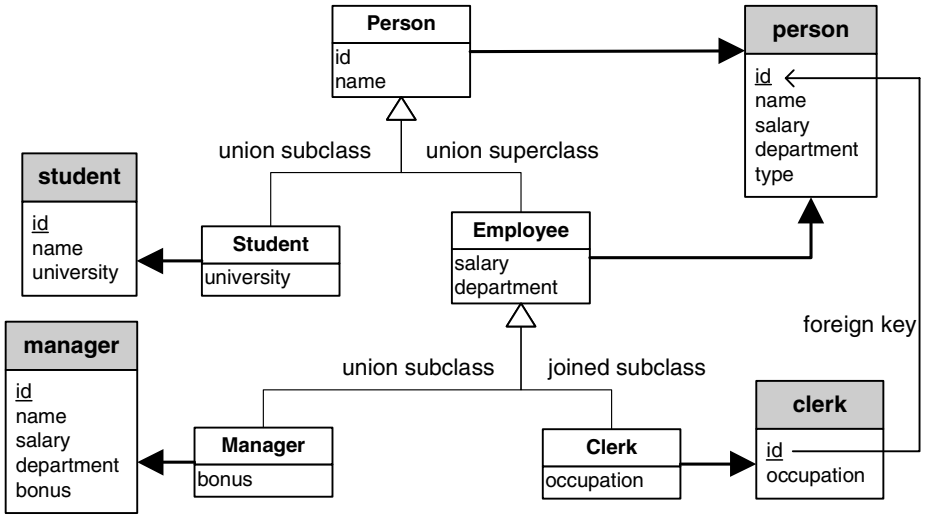 Person
id
name
person
id
name
salary
department
type
union subclass
union superclass
student
id
name
university
Student
university
Employee
salary
department
foreign key
manager
id
name
salary
department
bonus
union subclass
joined subclass
Manager
bonus
Clerk
occupation
clerk
id
occupation